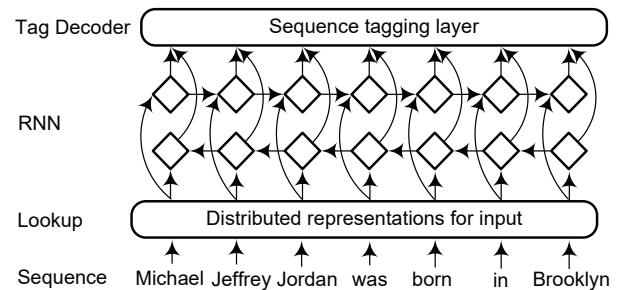 Tag Decoder Sequence tagging layer
RNN
Lookup Distributed representations for input
Sequence Michael Jeffrey Jordan was born in Brooklyn